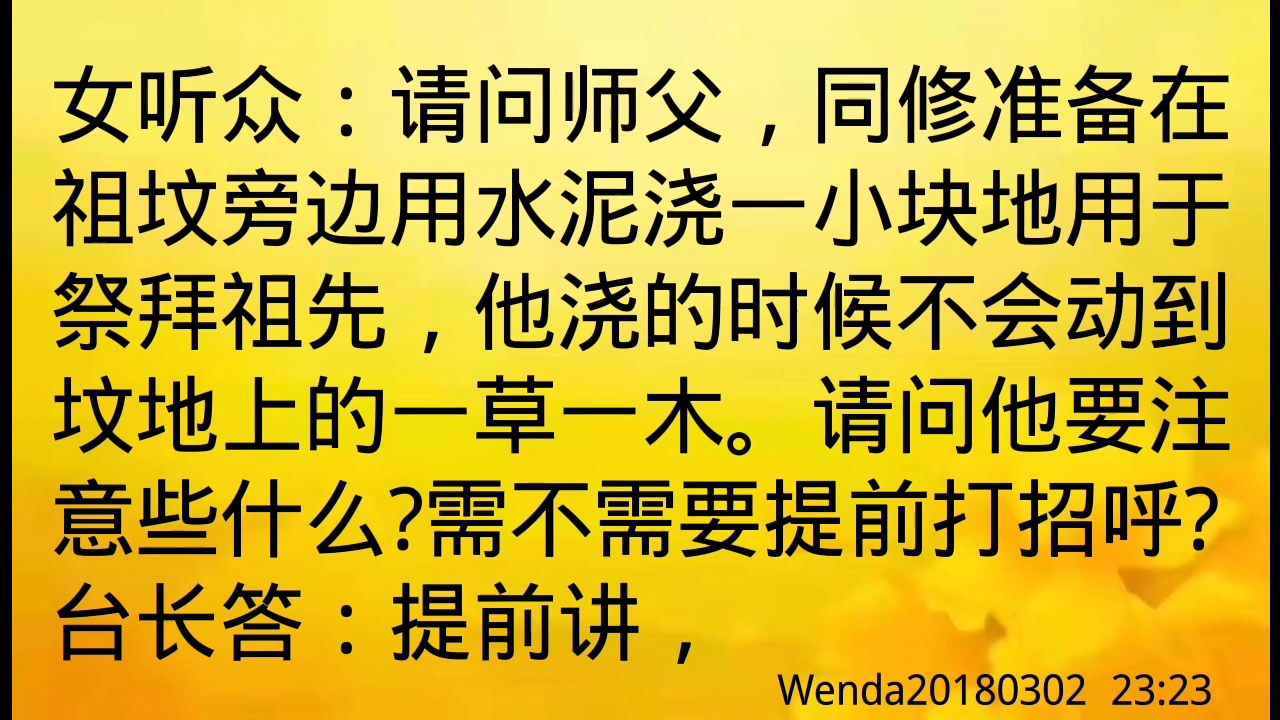 女听众：请问师父，同修准备在
祖坟旁边用水泥浇一小块地用于
祭拜祖先，他浇的时候不会动到
坟地上的一草一木。请问他要注
意些什么?需不需要提前打招呼?
台长答：提前讲，
Wenda20180302 23:23